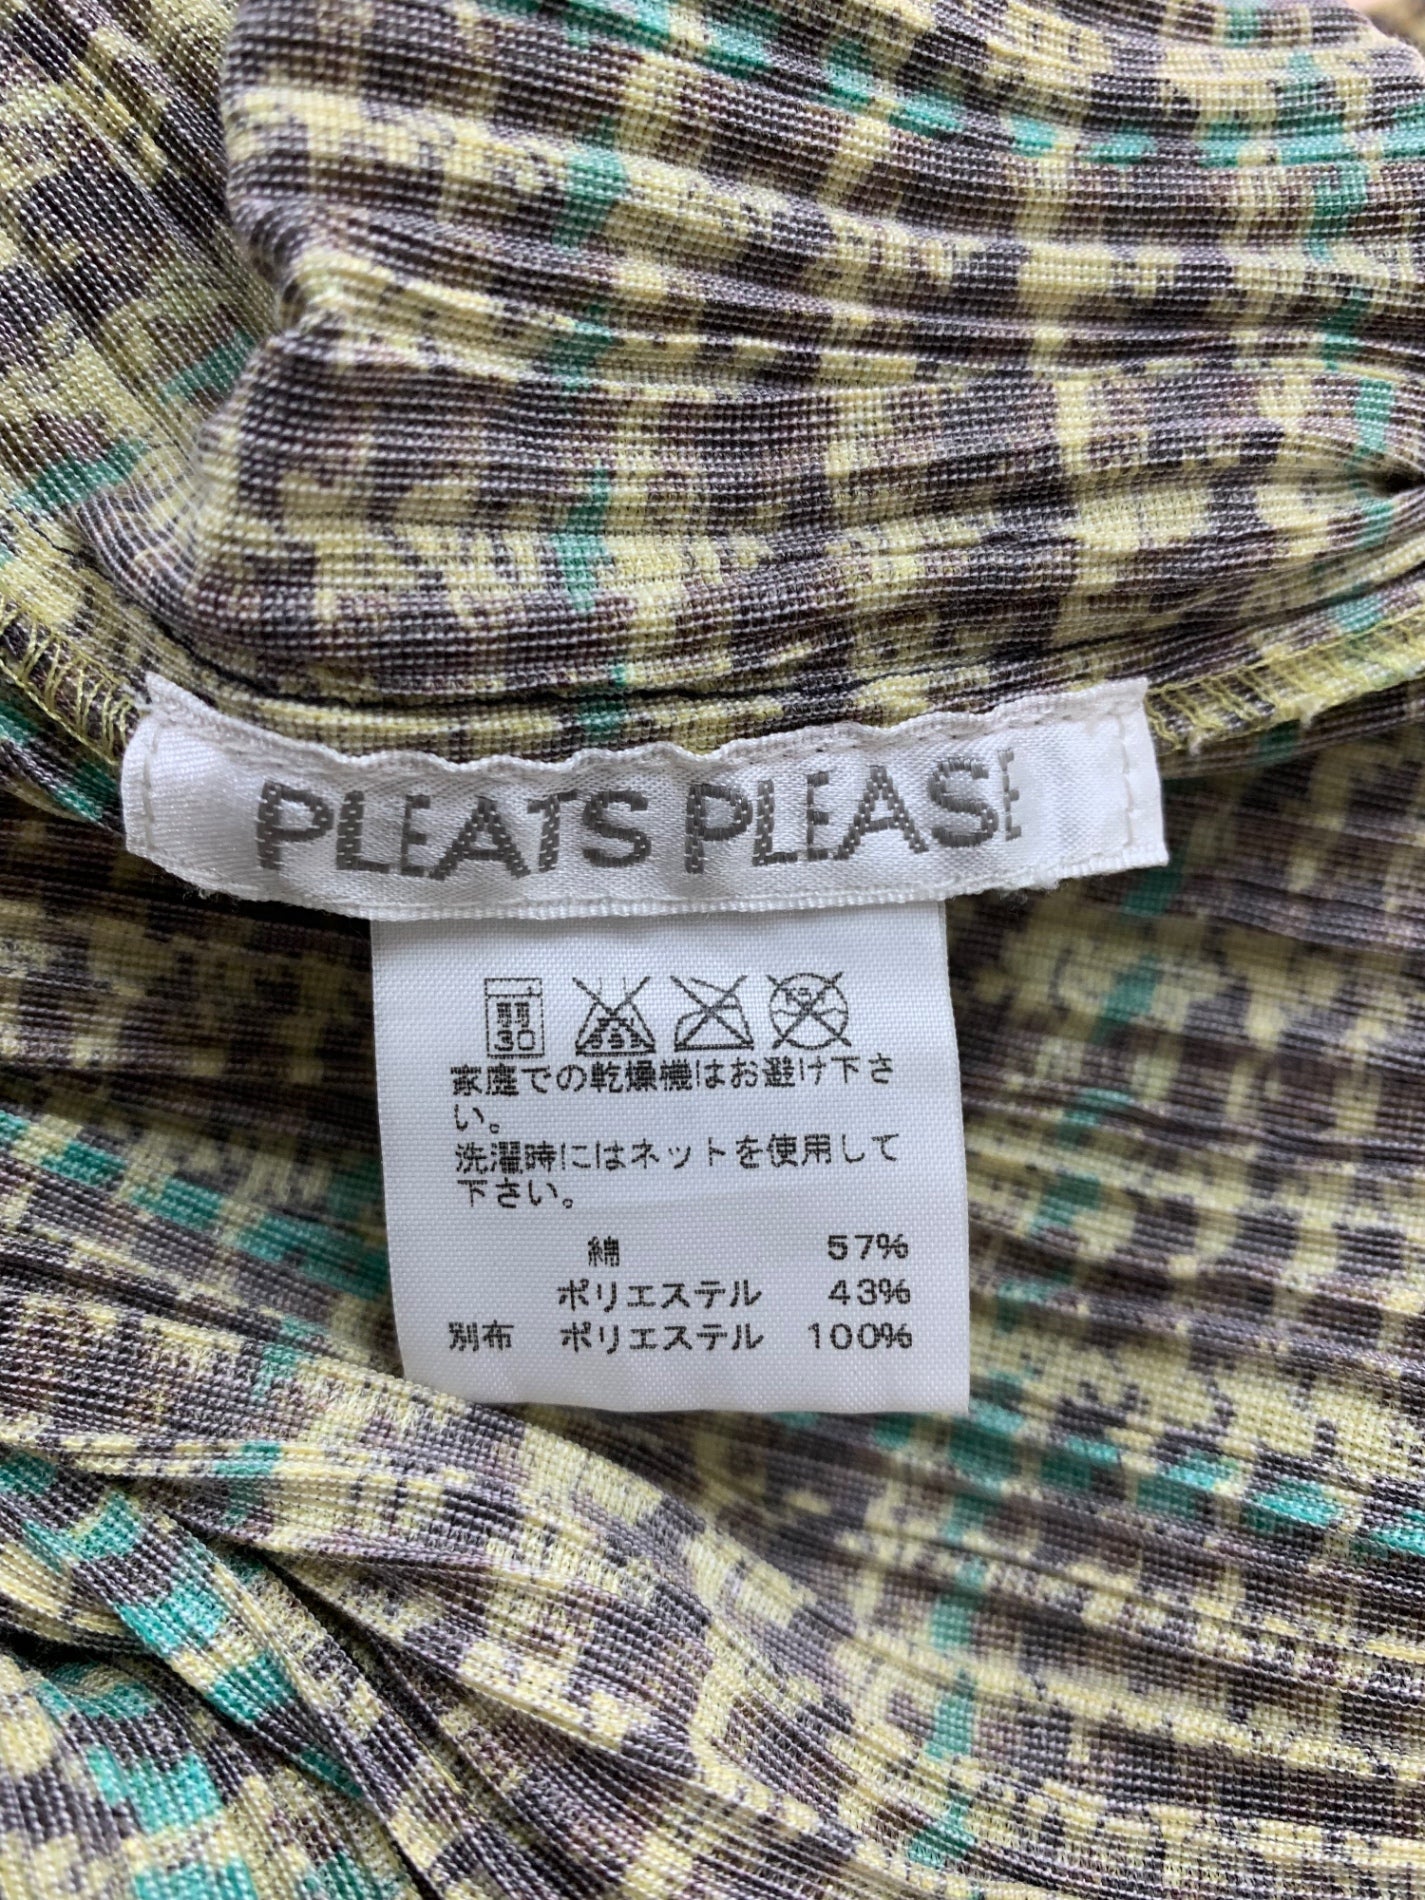 PLEATS PLEASE
弱
30
家庭での乾燥機はお避け下さ
い。
洗濯時にはネットを使用して
下さい。
綿 57%
ポリエステル 43%
別布 ポリエステル 100%